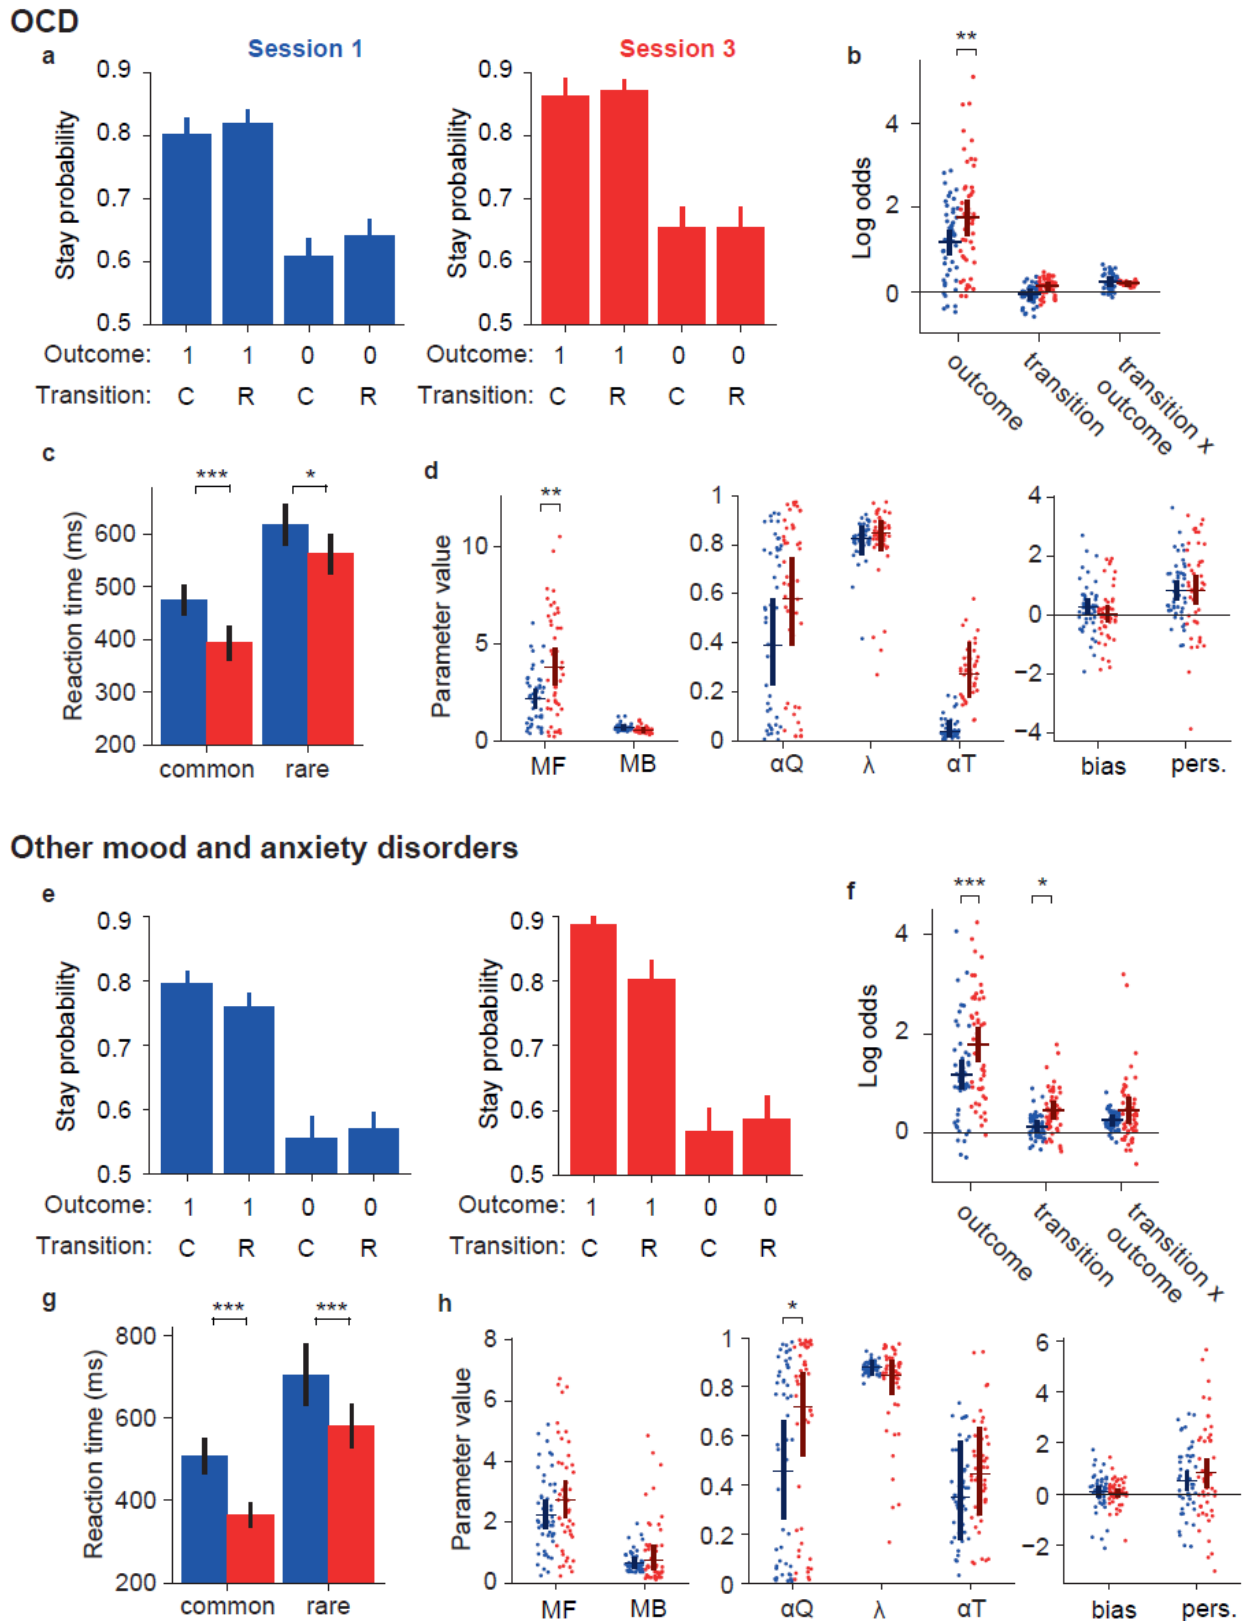 OCD
a
Session 1
Session 3
b
Stay probability
0.9
0.8
0.7
0.6
0.5
Outcome: 1 1 0 0
Transition: C R C R
Stay probability
0.9
0.8
0.7
0.6
0.5
Outcome: 1 1 0 0
Transition: C R C R
**
Log odds
4
2
0
outcome
transition
transition x
outcome
c
*** *
Reaction time (ms)
600
500
400
300
200
common rare
d
**
Parameter value
10
5
0
MF MB
1
0.8
0.6
0.4
0.2
0
αQ λ αT
4
2
0
−2
−4
bias pers.
Other mood and anxiety disorders
e
Stay probability
0.9
0.8
0.7
0.6
0.5
Outcome: 1 1 0 0
Transition: C R C R
Stay probability
0.9
0.8
0.7
0.6
0.5
Outcome: 1 1 0 0
Transition: C R C R
f
*** *
Log odds
4
2
0
outcome
transition
transition x
outcome
g
*** ***
Reaction time (ms)
800
600
400
200
common rare
h
Parameter value
8
6
4
2
0
MF MB
*
1
0.8
0.6
0.4
0.2
0
αQ λ αT
6
4
2
0
−2
bias pers.